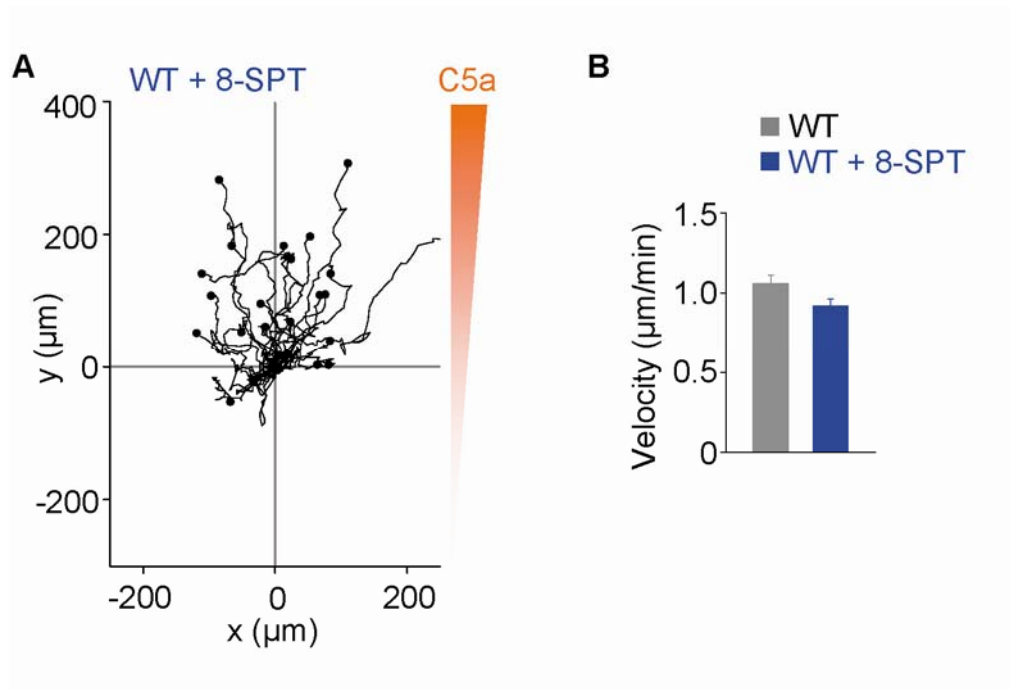 A
WT + 8-SPT
C5a
400
200
0
-200
y (µm)
-200
0
200
x (µm)
B
WT
WT + 8-SPT
1.5
1.0
0.5
0
Velocity (µm/min)